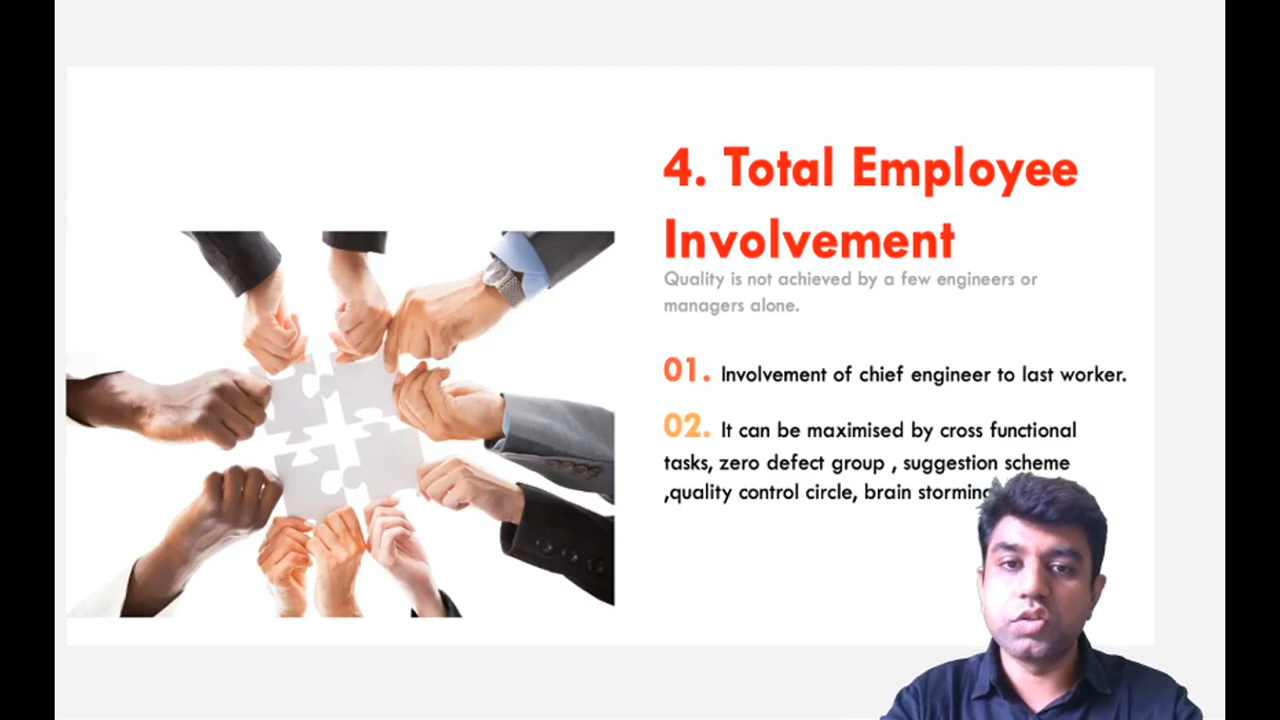 4. Total Employee
Involvement
Quality is not achieved by a few engineers or
managers alone.
01. Involvement of chief engineer to last worker.
02. It can be maximised by cross functional
tasks, zero defect group , suggestion scheme
,quality control circle, brain storming